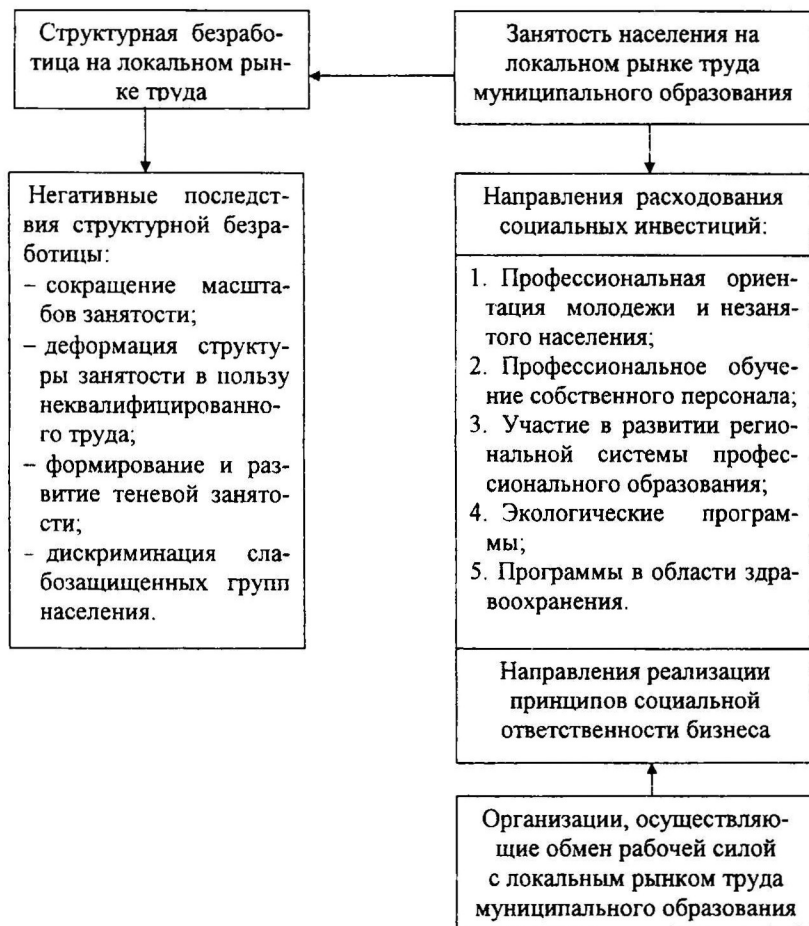 Структурная безрабо-
тица на локальном рын-
ке труда
Занятость населения на
локальном рынке труда
муниципального образования
Негативные последст-
вия структурной безра-
ботицы:
– сокращение масшта-
бов занятости;
– деформация структу-
ры занятости в пользу
неквалифицированно-
го труда;
– формирование и раз-
витие теневой занято-
сти;
– дискриминация сла-
бозащищенных групп
населения.
Направления расходования
социальных инвестиций:
1. Профессиональная ориен-
тация молодежи и незаня-
того населения;
2. Профессиональное обуче-
ние собственного персонала;
3. Участие в развитии регио-
нальной системы профес-
сионального образования;
4. Экологические програм-
мы;
5. Программы в области здра-
воохранения.
Направления реализации
принципов социальной
ответственности бизнеса
Организации, осуществляю-
щие обмен рабочей силой
с локальным рынком труда
муниципального образования